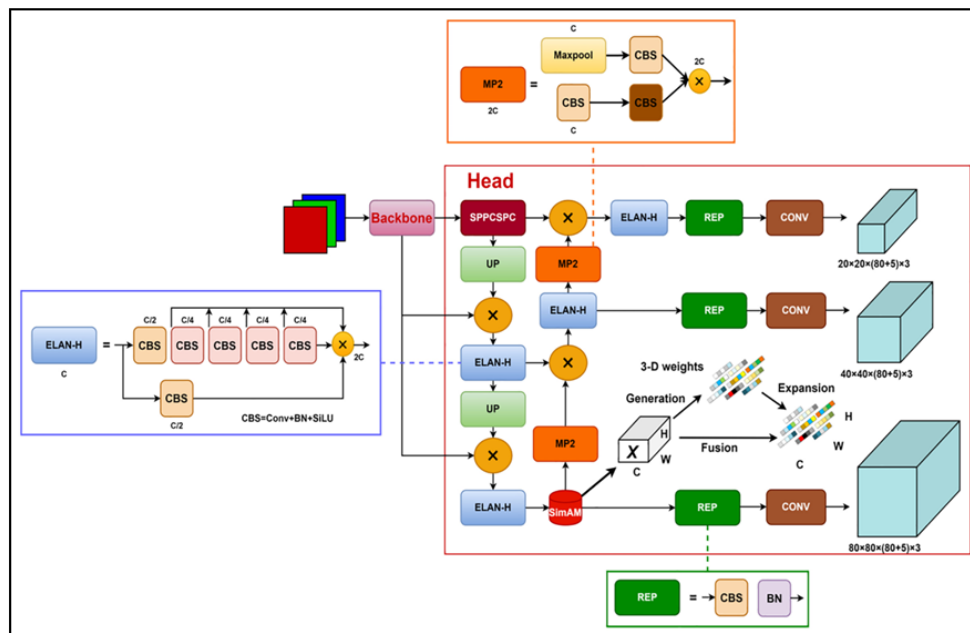 C
Maxpool
CBS
2C
MP2
=
×
2C
CBS
CBS
C
Head
Backbone
SPPCSPC
×
ELAN-H
REP
CONV
20×20×(80+5)×3
UP
MP2
×
ELAN-H
REP
CONV
40×40×(80+5)×3
ELAN-H
×
C/2
C/4
C/4
C/4
C/4
ELAN-H
=
CBS
CBS
CBS
CBS
CBS
×
2C
C
CBS
C/2
CBS=Conv+BN+SiLU
UP
MP2
×
3-D weights
Generation
Expansion
X
H
W
C
Fusion
H
W
C
ELAN-H
SimAM
REP
CONV
80×80×(80+5)×3
REP
=
CBS
BN